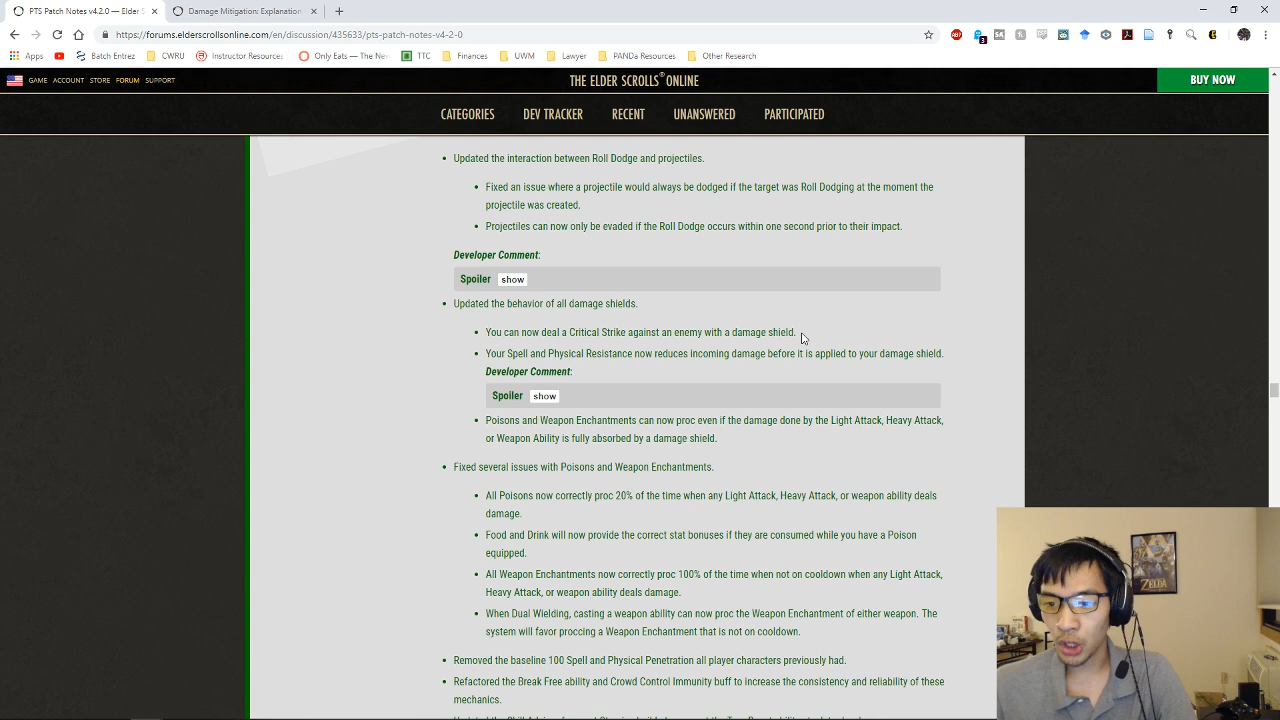 PTS Patch Notes v4.2.0 — Elder S
Damage Mitigation: Explanation
https://forums.elderscrollsonline.com/en/discussion/435633/pts-patch-notes-v4-2-0
Apps
Batch Entrez
CWRU
Instructor Resources
Only Eats — The New
TTC
Finances
UWM
Lawyer
PANDa Resources
Other Research
GAME ACCOUNT STORE FORUM SUPPORT
THE ELDER SCROLLS® ONLINE
BUY NOW
CATEGORIES DEV TRACKER RECENT UNANSWERED PARTICIPATED
• Updated the interaction between Roll Dodge and projectiles.
• Fixed an issue where a projectile would always be dodged if the target was Roll Dodging at the moment the
projectile was created.
• Projectiles can now only be evaded if the Roll Dodge occurs within one second prior to their impact.
Developer Comment:
Spoiler show
• Updated the behavior of all damage shields.
• You can now deal a Critical Strike against an enemy with a damage shield.
• Your Spell and Physical Resistance now reduces incoming damage before it is applied to your damage shield.
Developer Comment:
Spoiler show
• Poisons and Weapon Enchantments can now proc even if the damage done by the Light Attack, Heavy Attack,
or Weapon Ability is fully absorbed by a damage shield.
• Fixed several issues with Poisons and Weapon Enchantments.
• All Poisons now correctly proc 20% of the time when any Light Attack, Heavy Attack, or weapon ability deals
damage.
• Food and Drink will now provide the correct stat bonuses if they are consumed while you have a Poison
equipped.
• All Weapon Enchantments now correctly proc 100% of the time when not on cooldown when any Light Attack,
Heavy Attack, or weapon ability deals damage.
• When Dual Wielding, casting a weapon ability can now proc the Weapon Enchantment of either weapon. The
system will favor proccing a Weapon Enchantment that is not on cooldown.
• Removed the baseline 100 Spell and Physical Penetration all player characters previously had.
• Refactored the Break Free ability and Crowd Control Immunity buff to increase the consistency and reliability of these
mechanics.
ZELDA